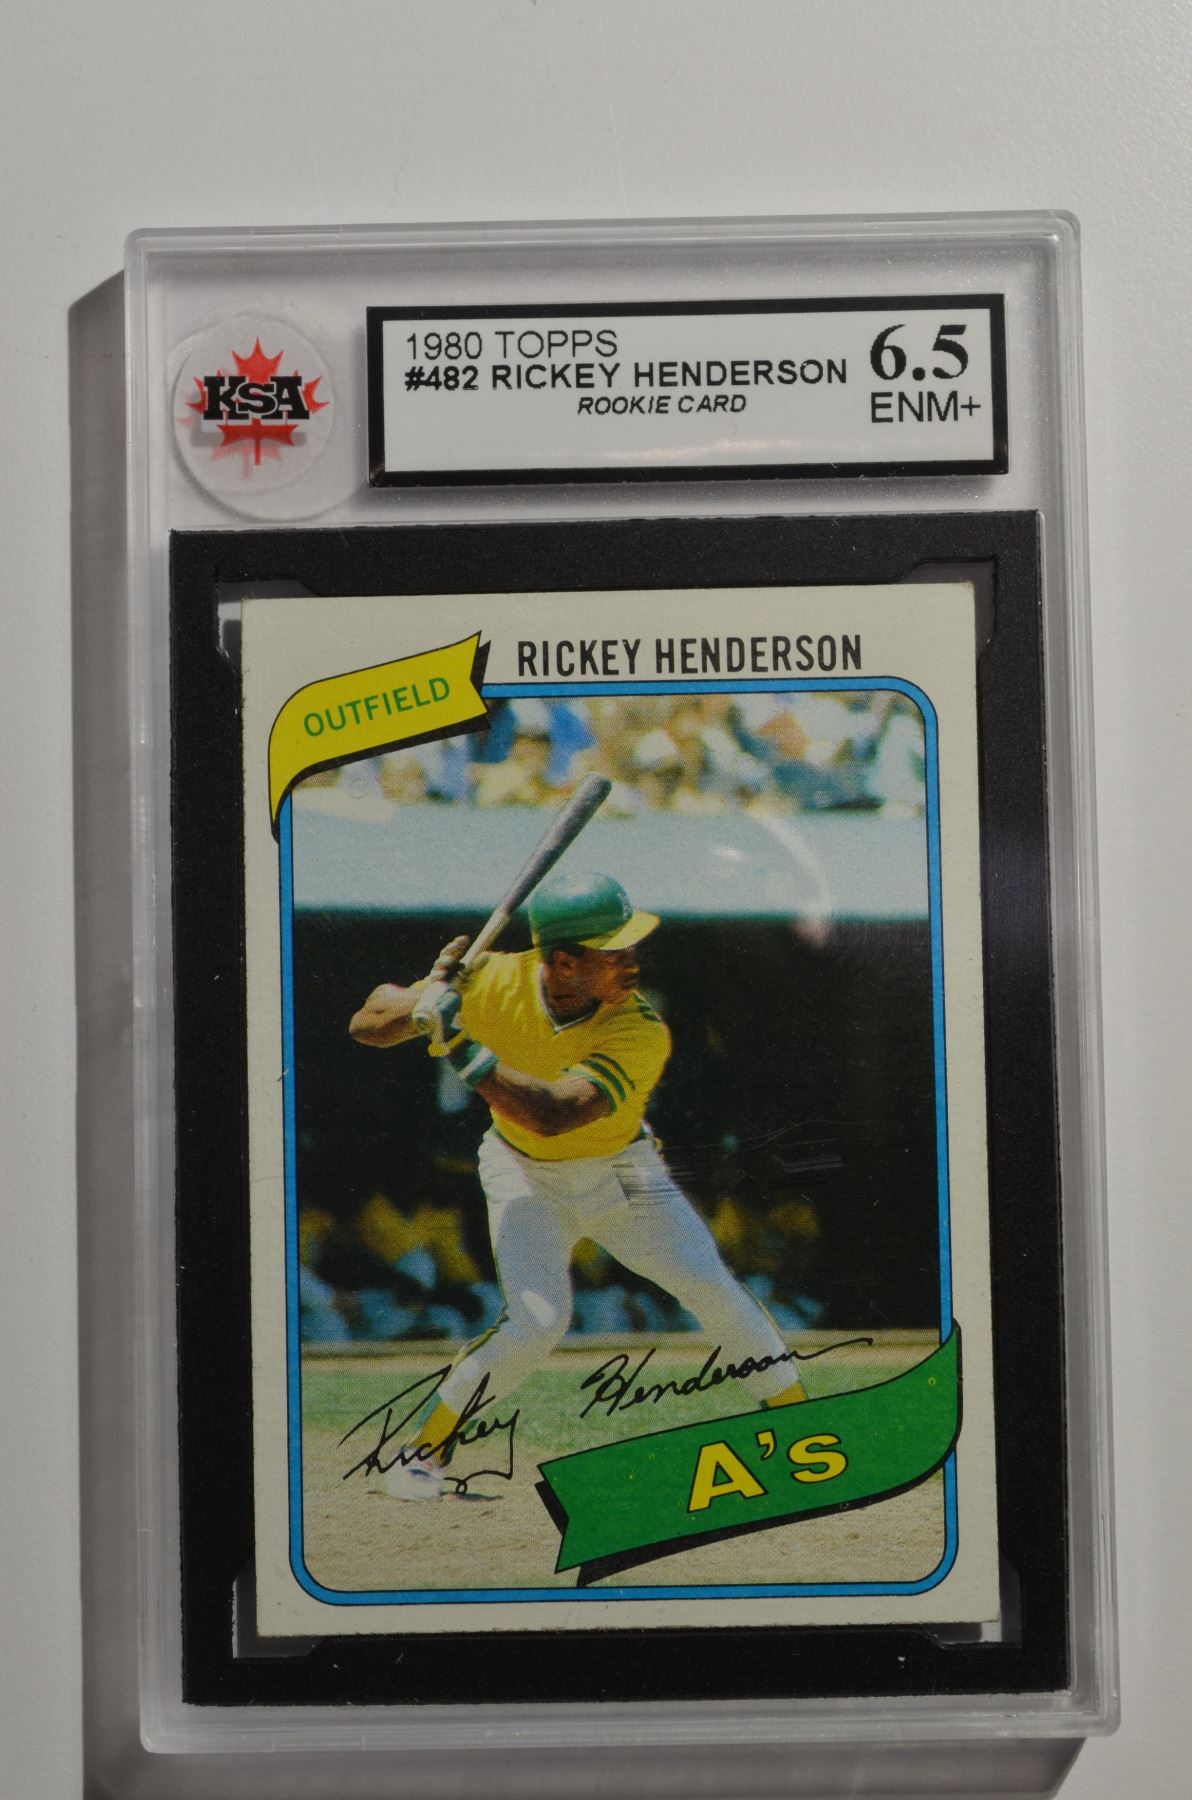 KSA
1980 TOPPS
#482 RICKEY HENDERSON
ROOKIE CARD
6.5
ENM+
RICKEY HENDERSON
OUTFIELD
Rickey Henderson
A's